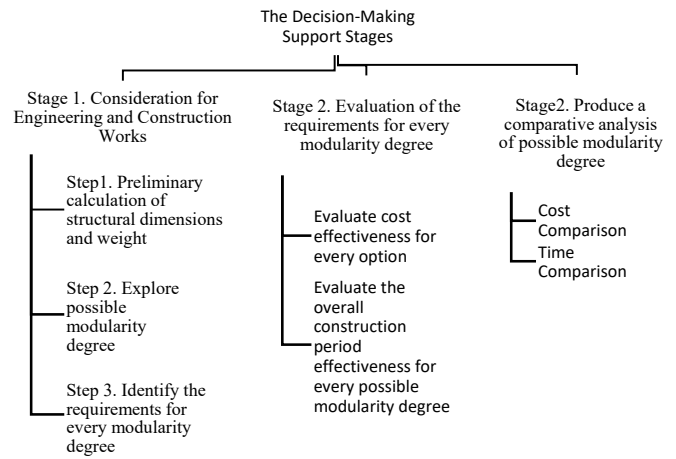 The Decision-Making
Support Stages
Stage 1. Consideration for
Engineering and Construction
Works
Step1. Preliminary
calculation of
structural dimensions
and weight
Step 2. Explore
possible
modularity
degree
Step 3. Identify the
requirements for
every modularity
degree
Stage 2. Evaluation of the
requirements for every
modularity degree
Evaluate cost
effectiveness for
every option
Evaluate the
overall
construction
period
effectiveness for
every possible
modularity degree
Stage2. Produce a
comparative analysis
of possible modularity
degree
Cost
Comparison
Time
Comparison